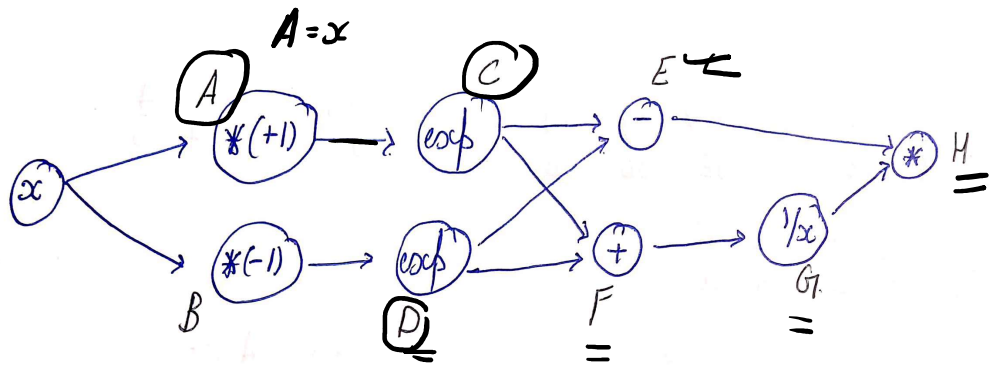 A = x
A
C
E
*(+1)
exp
-
x
*
H
*(-1)
exp
+
1/x
B
D
F
G